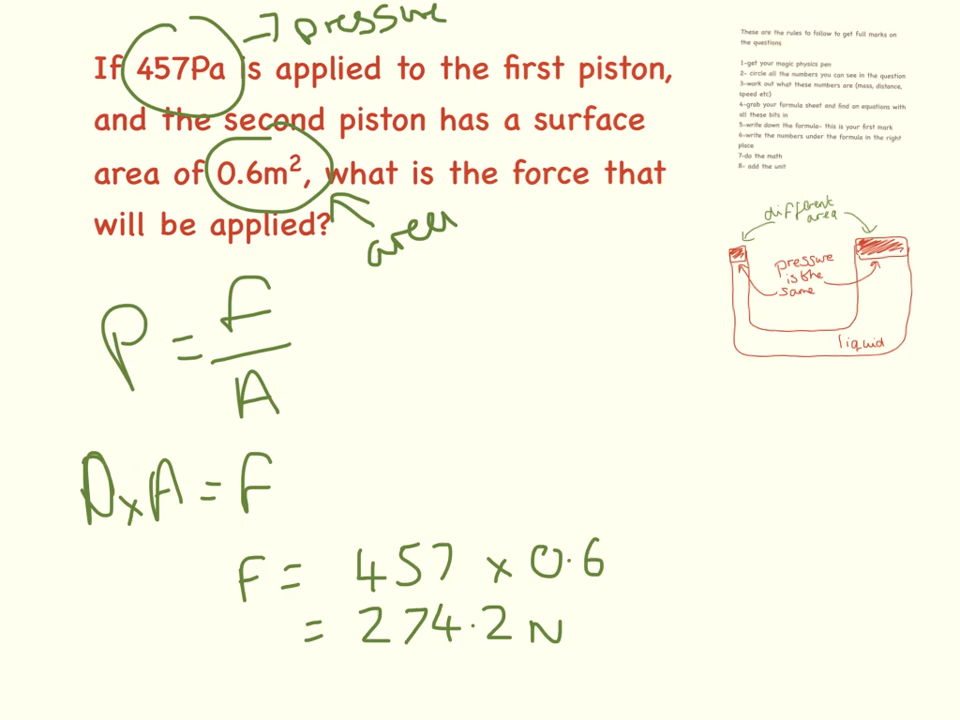 → pressure
If 457Pa is applied to the first piston,
and the second piston has a surface
area of 0.6m², what is the force that
will be applied?
area
P = F
A
P x A = F
F = 457 x 0.6
= 274.2 N
These are the rules to follow to get full marks on
the questions
1-get your magic physics pen
2- circle all the numbers you can see in the question
3-work out what these numbers are (mass, distance,
speed etc)
4-grab your formula sheet and find an equations with
all these bits in
5-write down the formula- this is your first mark
6-write the numbers under the formula in the right
place
7-do the math
8- add the unit
different
area
pressure
is the
same
liquid